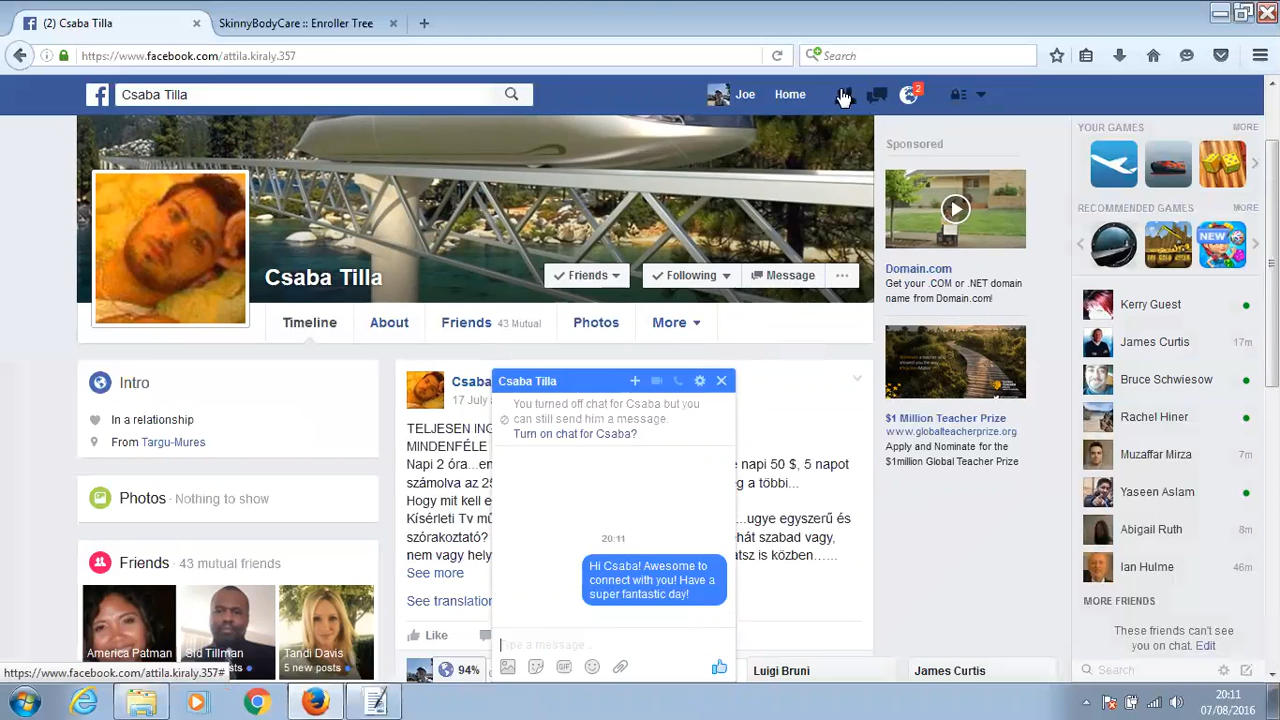 (2) Csaba Tilla
SkinnyBodyCare :: Enroller Tree
https://www.facebook.com/attila.kiraly.357
Search
Csaba Tilla
Joe
Home
2
Csaba Tilla
Friends
Following
Message
Timeline
About
Friends 43 Mutual
Photos
More
Intro
In a relationship
From Targu-Mures
Photos · Nothing to show
Friends · 43 mutual friends
America Patman
Sid Tillman
Tandi Davis
5 new posts
Csaba
17 July
TELJESEN
MINDENFÉLE
Napi 2 óra...
napi 50 $, 5 napot
számolva az
a többi...
Hogy mit kell
Kísérleti Tv
...ugye egyszerű és
szórakoztató?
szabad vagy,
nem vagy
is közben……
See more
See translation
Like
94%
Csaba Tilla
You turned off chat for Csaba but you
can still send him a message.
Turn on chat for Csaba?
20:11
Hi Csaba! Awesome to
connect with you! Have a
super fantastic day!
Type a message...
GIF
Luigi Bruni
James Curtis
Sponsored
Domain.com
Get your .COM or .NET domain
name from Domain.com!
$1 Million Teacher Prize
www.globalteacherprize.org
Apply and Nominate for the
$1million Global Teacher Prize
YOUR GAMES
MORE
RECOMMENDED GAMES
MORE
NEW
Kerry Guest
James Curtis 17m
Bruce Schwiesow
Rachel Hiner
Muzaffar Mirza 7m
Yaseen Aslam
Abigail Ruth 8m
Ian Hulme 46m
MORE FRIENDS
These friends can't see
you on chat. Edit
Search
https://www.facebook.com/attila.kiraly.357#
20:11
07/08/2016